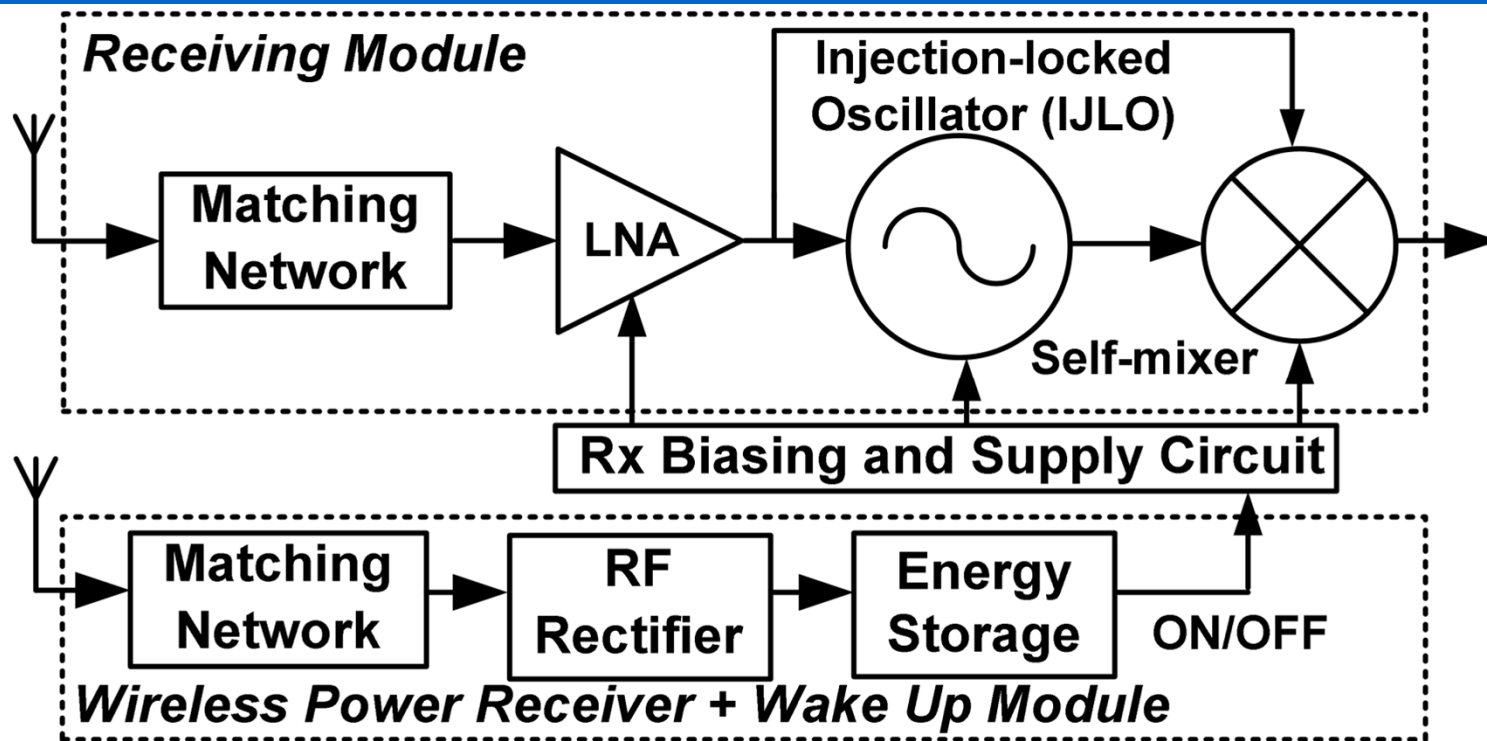 Receiving Module
Injection-locked
Oscillator (IJLO)
Matching
Network
LNA
Self-mixer
Rx Biasing and Supply Circuit
Matching
Network
RF
Rectifier
Energy
Storage
ON/OFF
Wireless Power Receiver + Wake Up Module